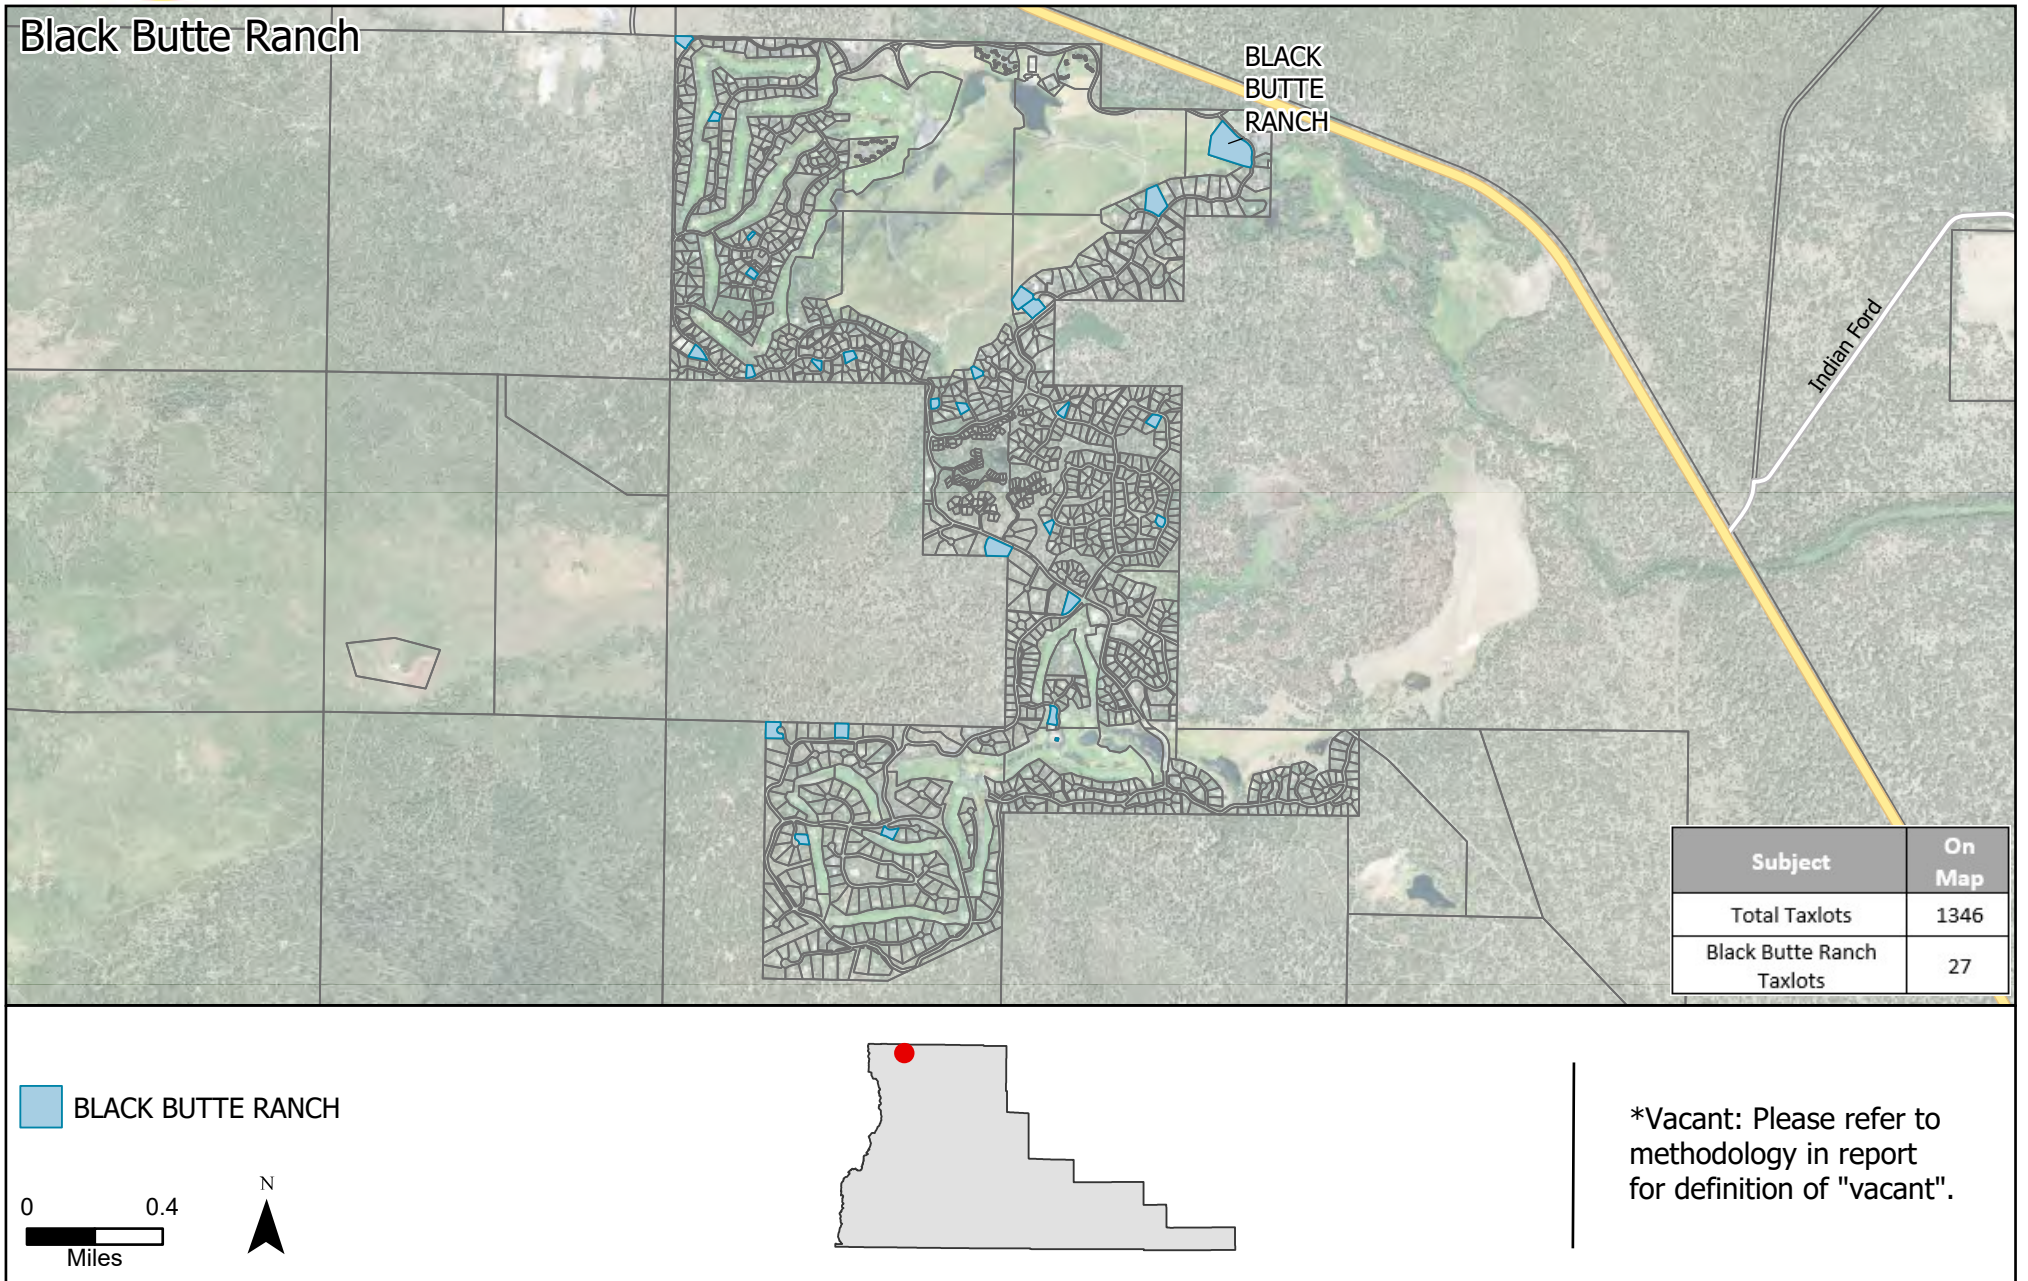 Black Butte Ranch
BLACK
BUTTE
RANCH
Indian Ford
Subject On Map
Total Taxlots 1346
Black Butte Ranch Taxlots 27
BLACK BUTTE RANCH
0 0.4
Miles
N
*Vacant: Please refer to
methodology in report
for definition of "vacant".